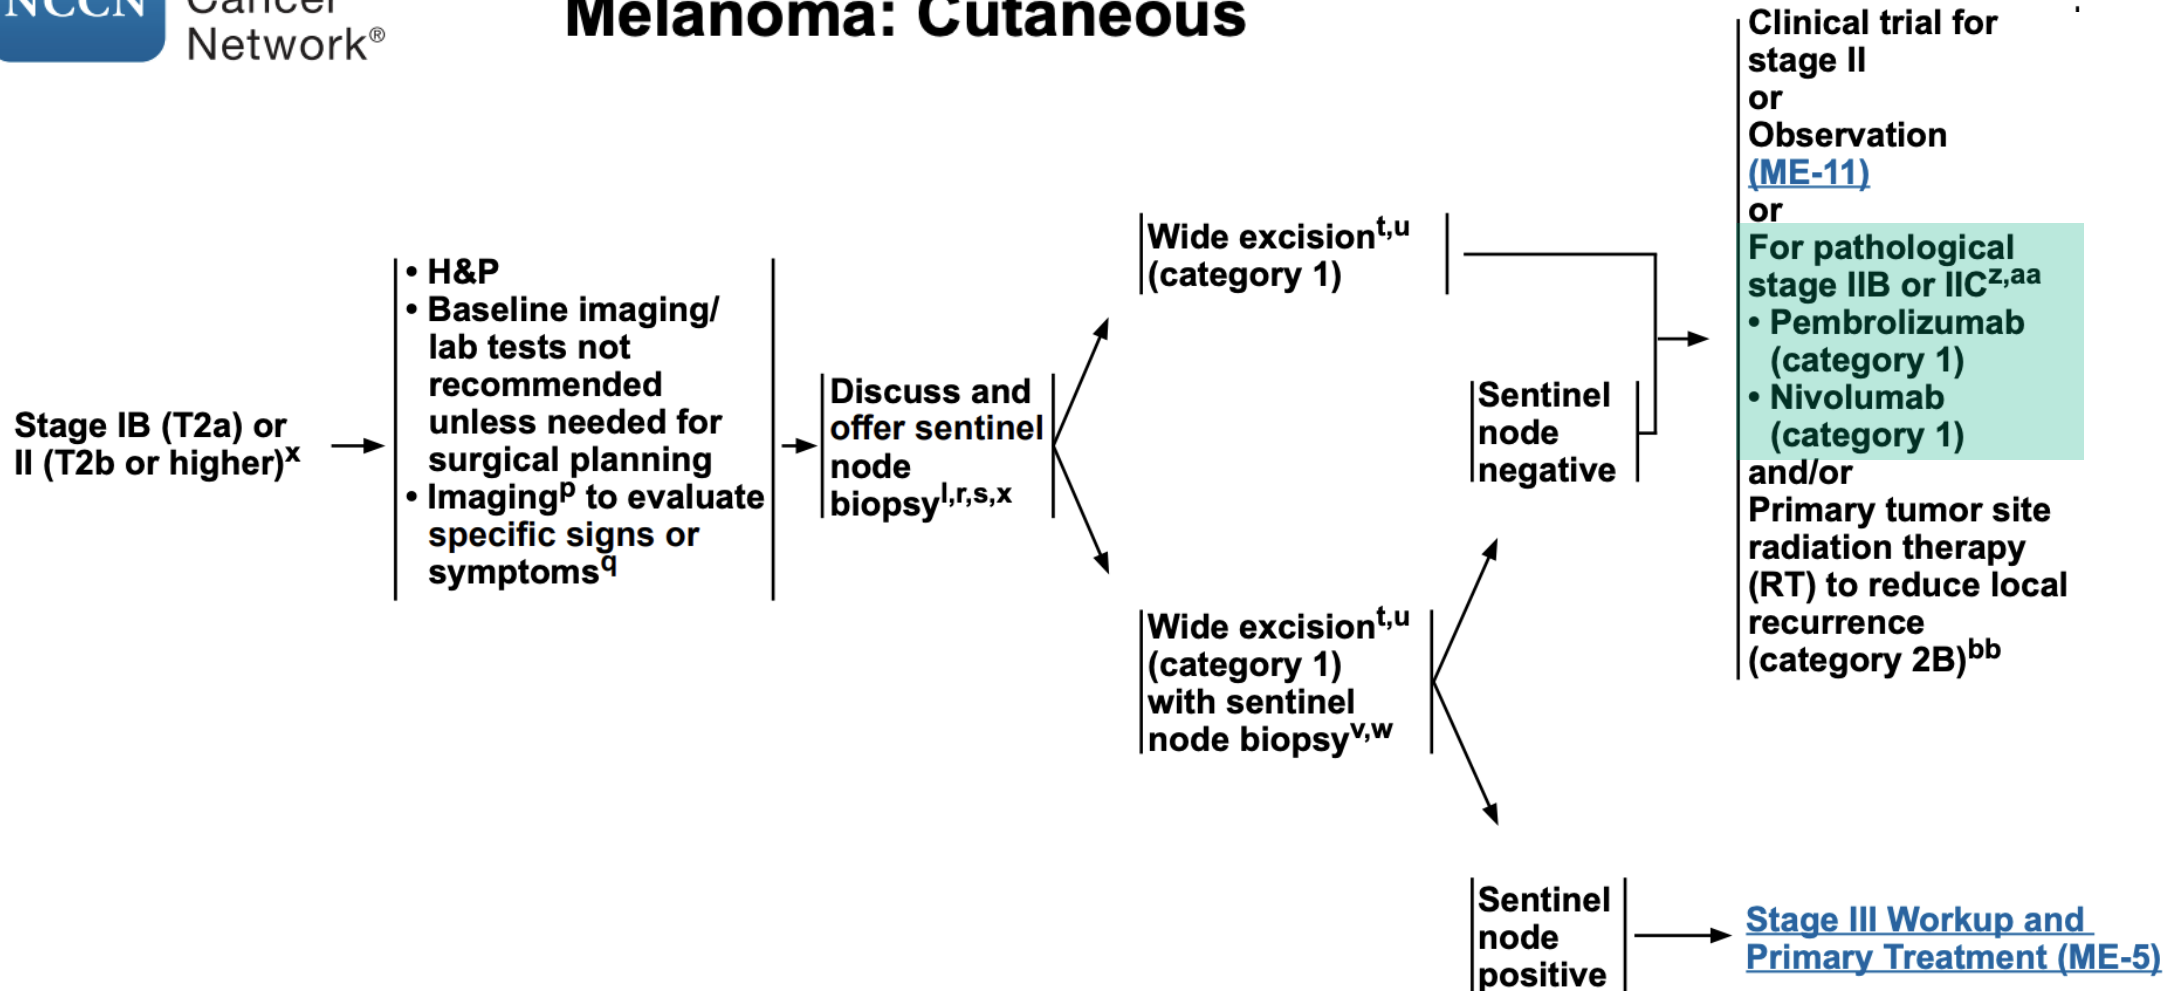 NCCN
Cancer
Network®
Melanoma: Cutaneous
Stage IB (T2a) or
II (T2b or higher)x
• H&P
• Baseline imaging/
lab tests not
recommended
unless needed for
surgical planning
• Imagingp to evaluate
specific signs or
symptomsq
Discuss and
offer sentinel
node
biopsyl,r,s,x
Wide excisiont,u
(category 1)
Wide excisiont,u
(category 1)
with sentinel
node biopsyv,w
Sentinel
node
negative
Sentinel
node
positive
Clinical trial for
stage II
or
Observation
(ME-11)
or
For pathological
stage IIB or IICz,aa
• Pembrolizumab
(category 1)
• Nivolumab
(category 1)
and/or
Primary tumor site
radiation therapy
(RT) to reduce local
recurrence
(category 2B)bb
Stage III Workup and
Primary Treatment (ME-5)